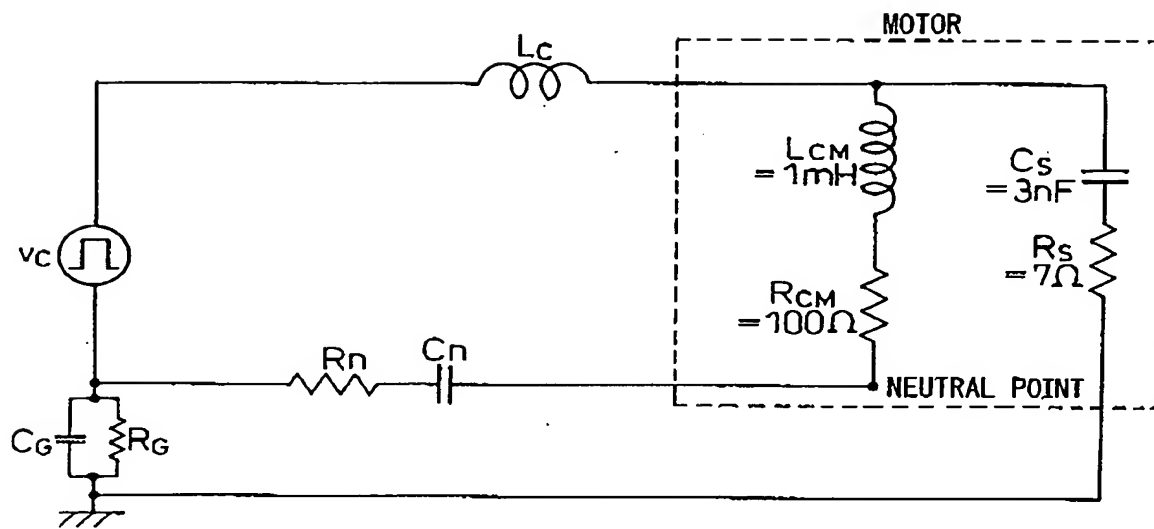 MOTOR
LC
LCM
=1mH
CS
=3nF
vC
RS
=7Ω
RCM
=100Ω
Rn
Cn
NEUTRAL POINT
CG
RG